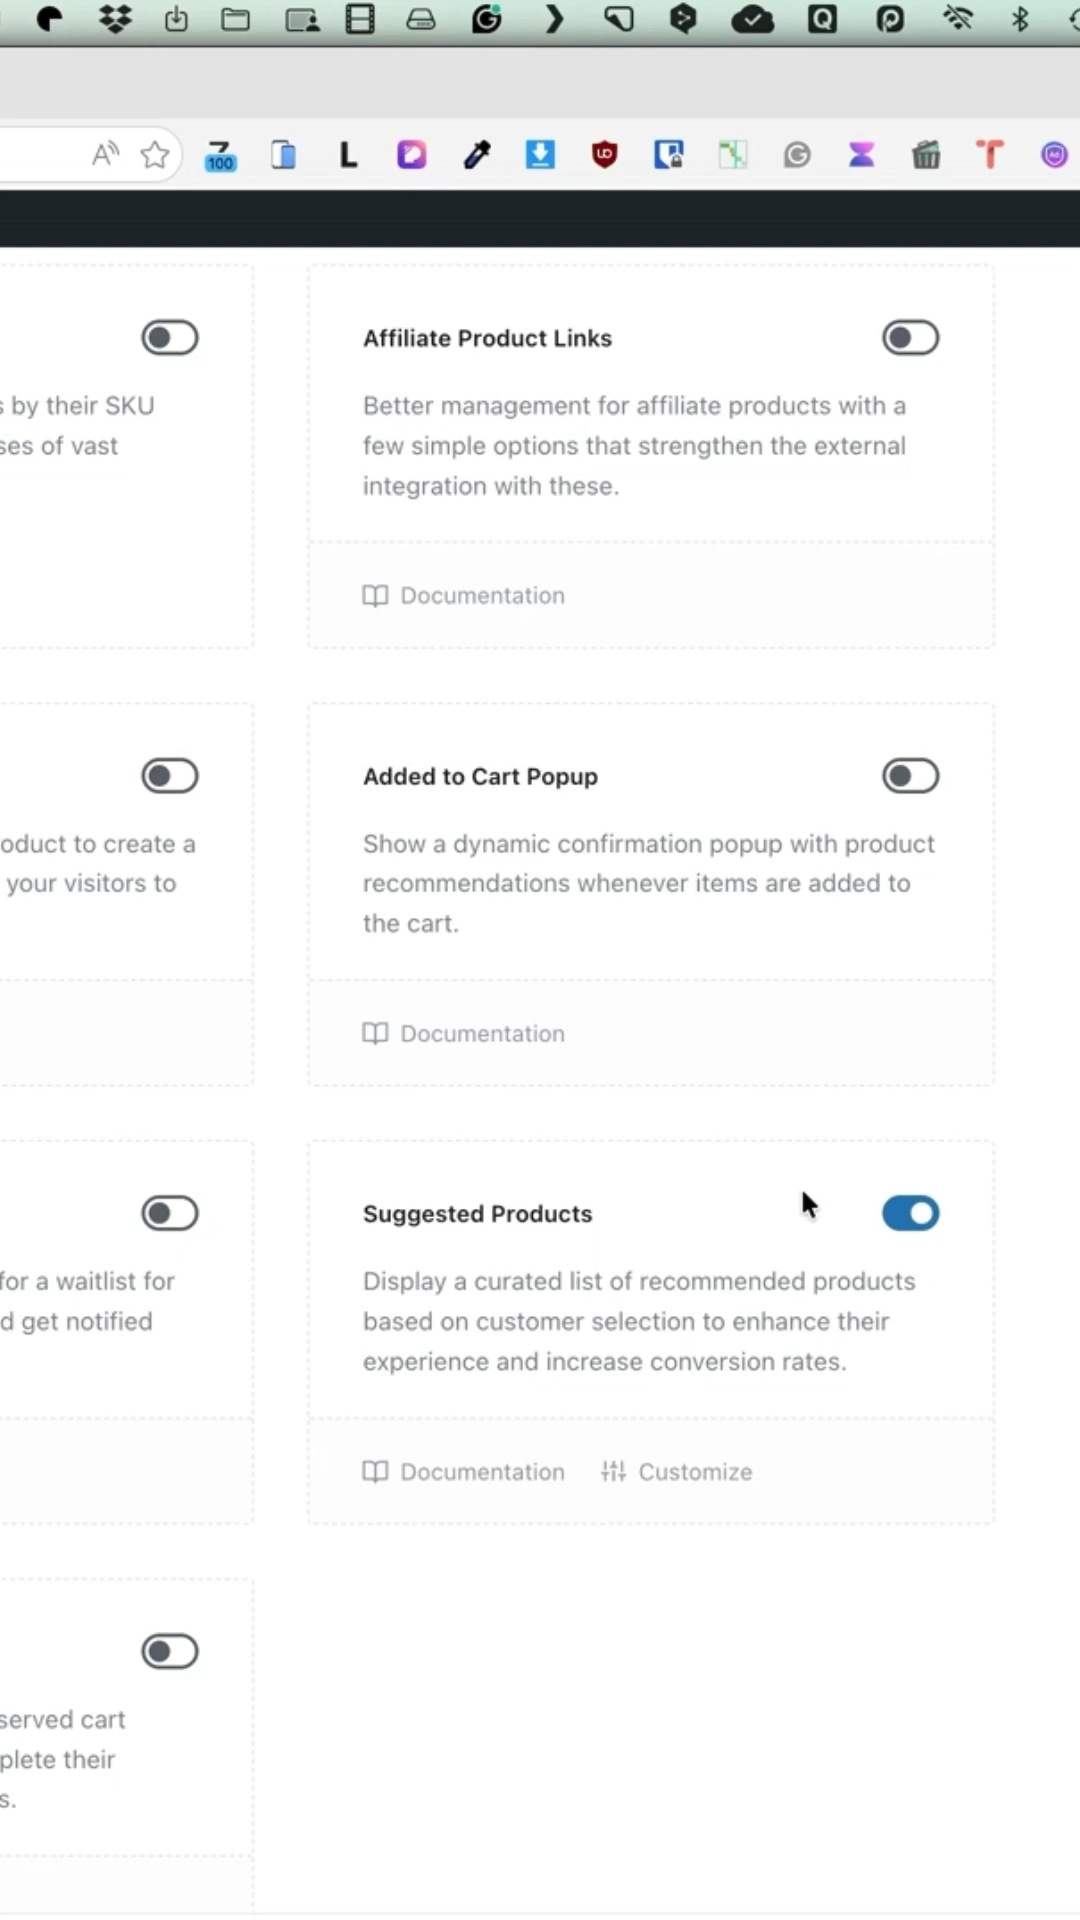 100
s by their SKU
ses of vast
Affiliate Product Links
Better management for affiliate products with a
few simple options that strengthen the external
integration with these.
Documentation
oduct to create a
your visitors to
Added to Cart Popup
Show a dynamic confirmation popup with product
recommendations whenever items are added to
the cart.
Documentation
for a waitlist for
d get notified
Suggested Products
Display a curated list of recommended products
based on customer selection to enhance their
experience and increase conversion rates.
Documentation
Customize
served cart
plete their
s.